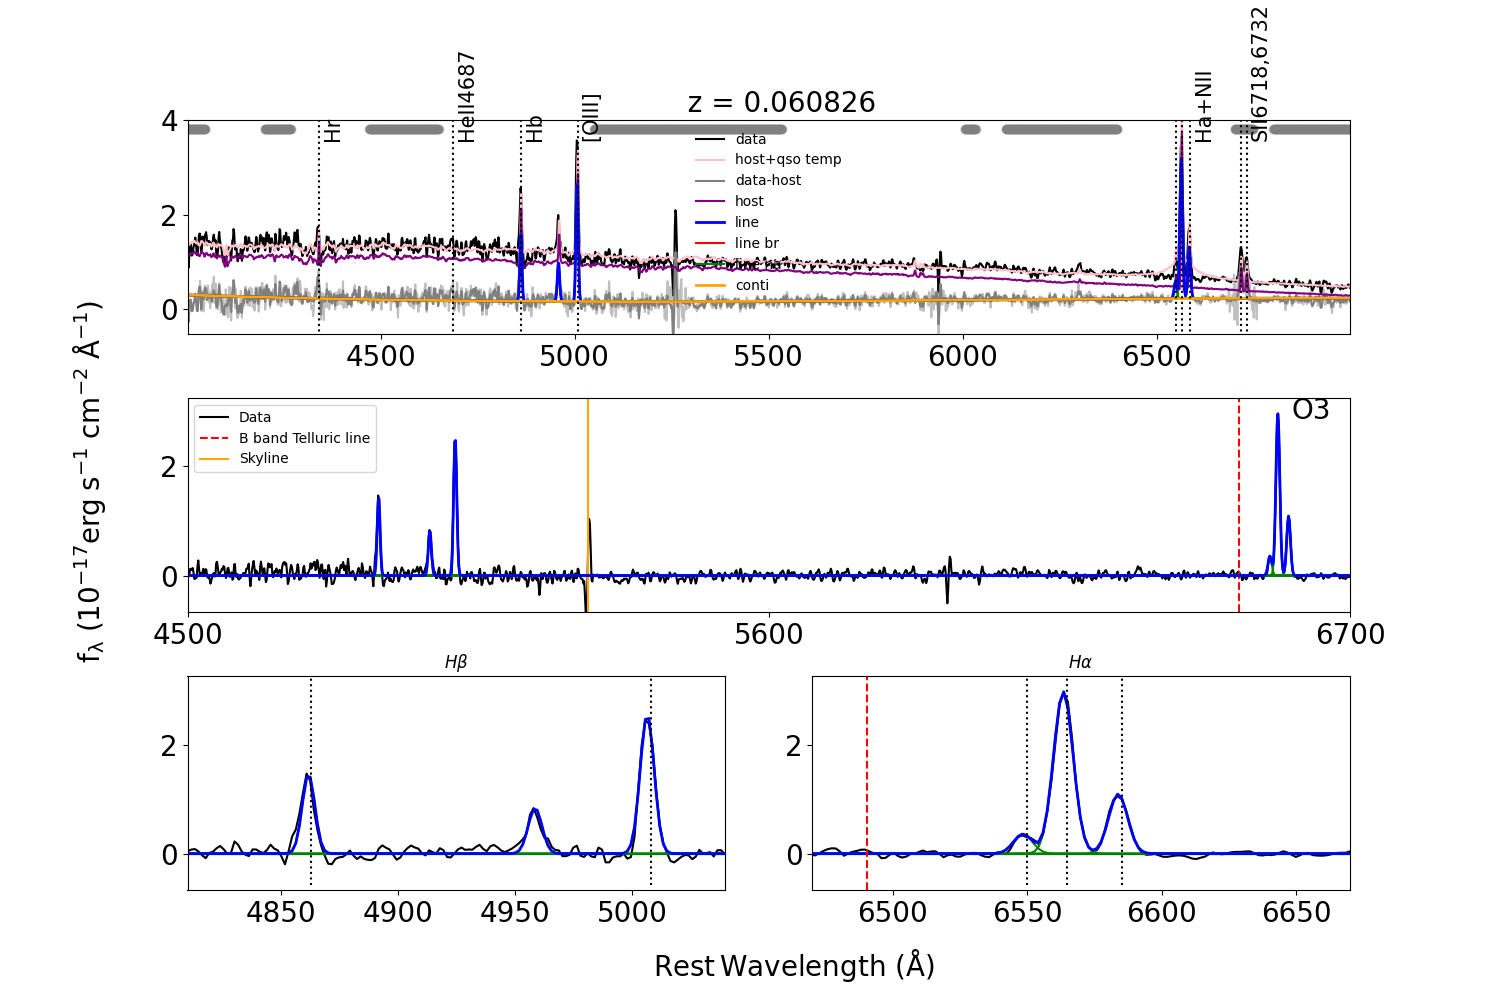 z = 0.060826
Hr
HeII4687
Hb
[OIII]
Ha+NII
SII6718,6732
data
host+qso temp
data-host
host
line
line br
conti
4
2
0
4500 5000 5500 6000 6500
fλ (10⁻¹⁷erg s⁻¹ cm⁻² Å⁻¹)
Data
B band Telluric line
Skyline
O3
2
0
4500 5600 6700
Hβ
2
0
4850 4900 4950 5000
Hα
2
0
6500 6550 6600 6650
Rest Wavelength (Å)